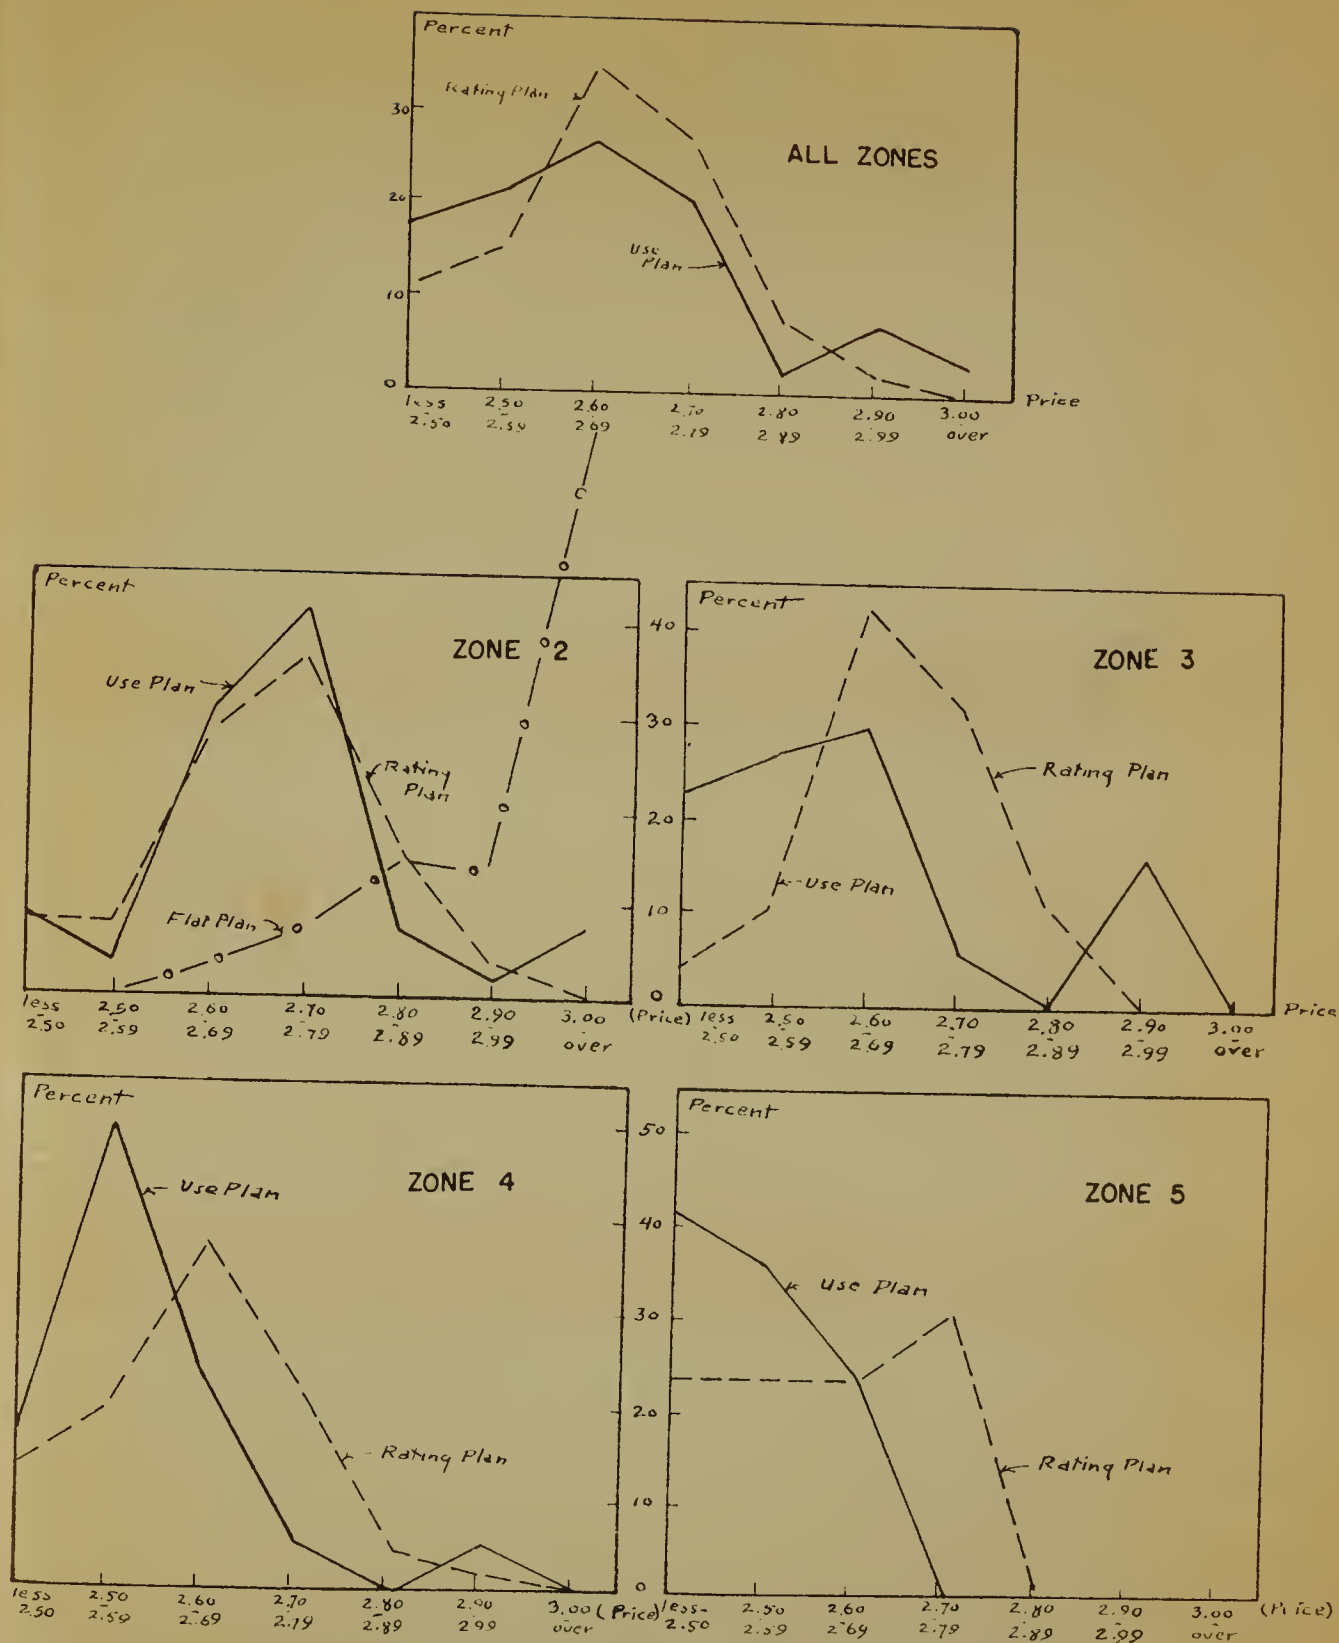 Percent
Rating Plan
30
ALL ZONES
20
Use
Plan
10
0
less 2.50 2.60 2.70 2.80 2.90 3.00 Price
2.50 2.59 2.69 2.79 2.89 2.99 over
C
Percent
40
ZONE 2
Use Plan
30
Rating
Plan
20
Flat Plan
10
0
less 2.50 2.60 2.70 2.80 2.90 3.00 (Price)
2.50 2.59 2.69 2.79 2.89 2.99 over
Percent
ZONE 3
Rating Plan
Use Plan
less 2.50 2.60 2.70 2.80 2.90 3.00 Price
2.50 2.59 2.69 2.79 2.89 2.99 over
Percent
50
Use Plan
ZONE 4
40
30
20
Rating Plan
10
0
less 2.50 2.60 2.70 2.80 2.90 3.00 (Price)
2.50 2.59 2.69 2.79 2.89 2.99 over
Percent
ZONE 5
Use Plan
Rating Plan
less- 2.50 2.60 2.70 2.80 2.90 3.00 (Price)
2.50 2.59 2.69 2.79 2.89 2.99 over